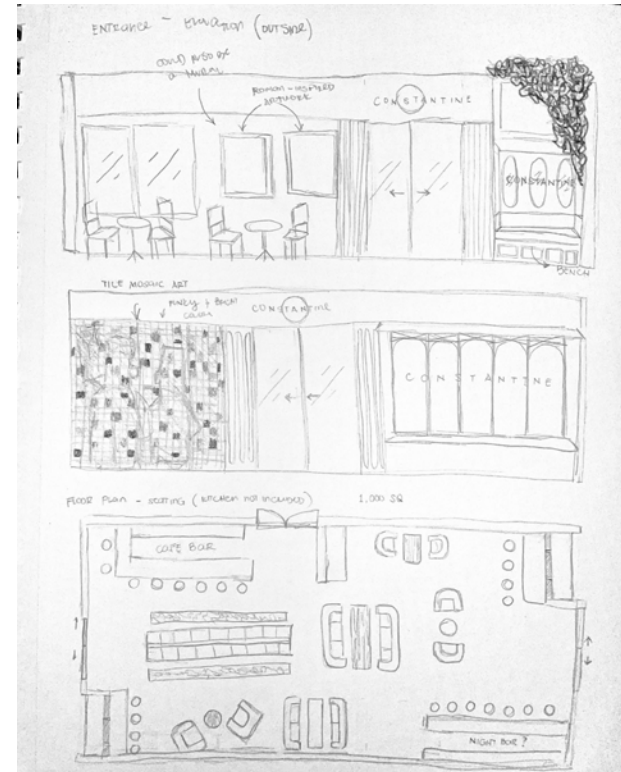 ENTRANCE - ELEVATION (OUTSIDE)
COULD ALSO BE
A MURAL
ROMAN-INSPIRED
ARTWORK
CONSTANTINE
CONSTANTINE
BENCH
TILE MOSAIC ART
CONSTANTINE
CONSTANTINE
FLOOR PLAN - SEATING (KITCHEN NOT INCLUDED) 1,000 SQ
CAFE BAR
NIGHT BAR?